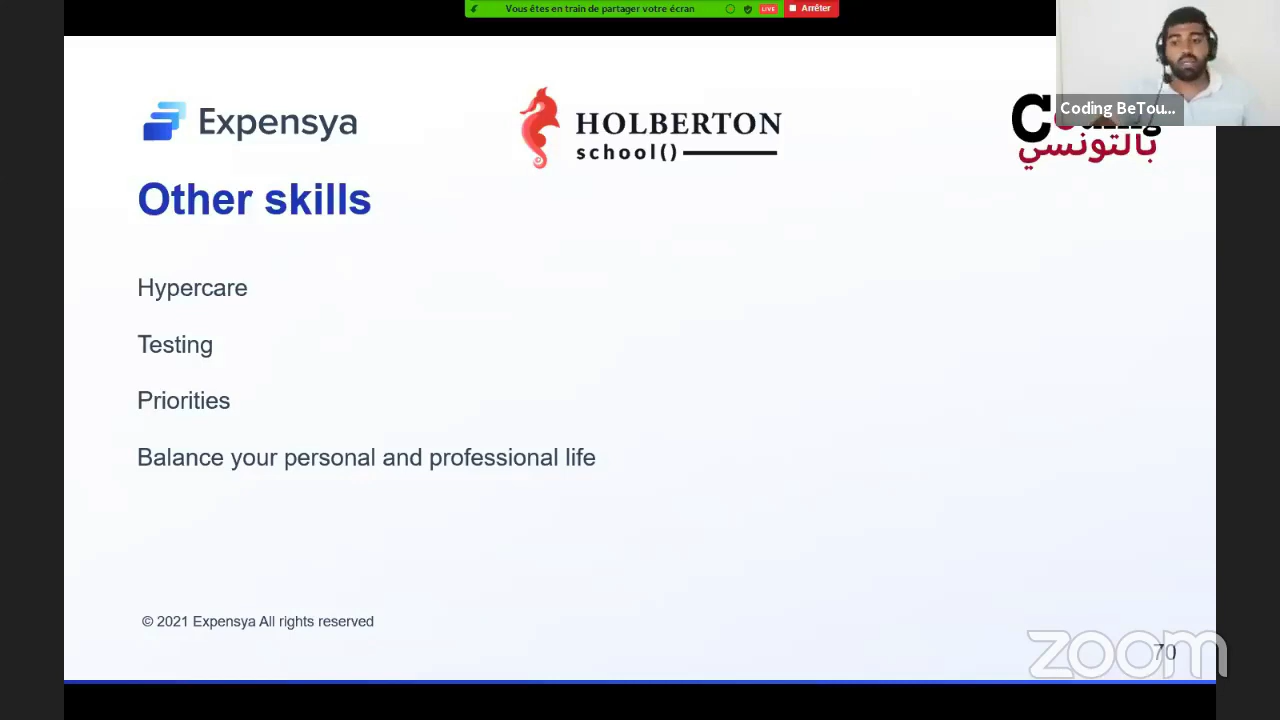 Vous êtes en train de partager votre écran
LIVE
Arrêter
Coding BeTou...
Expensya
HOLBERTON
school()
بالتونسي
Other skills
Hypercare
Testing
Priorities
Balance your personal and professional life
© 2021 Expensya All rights reserved
70
zoom